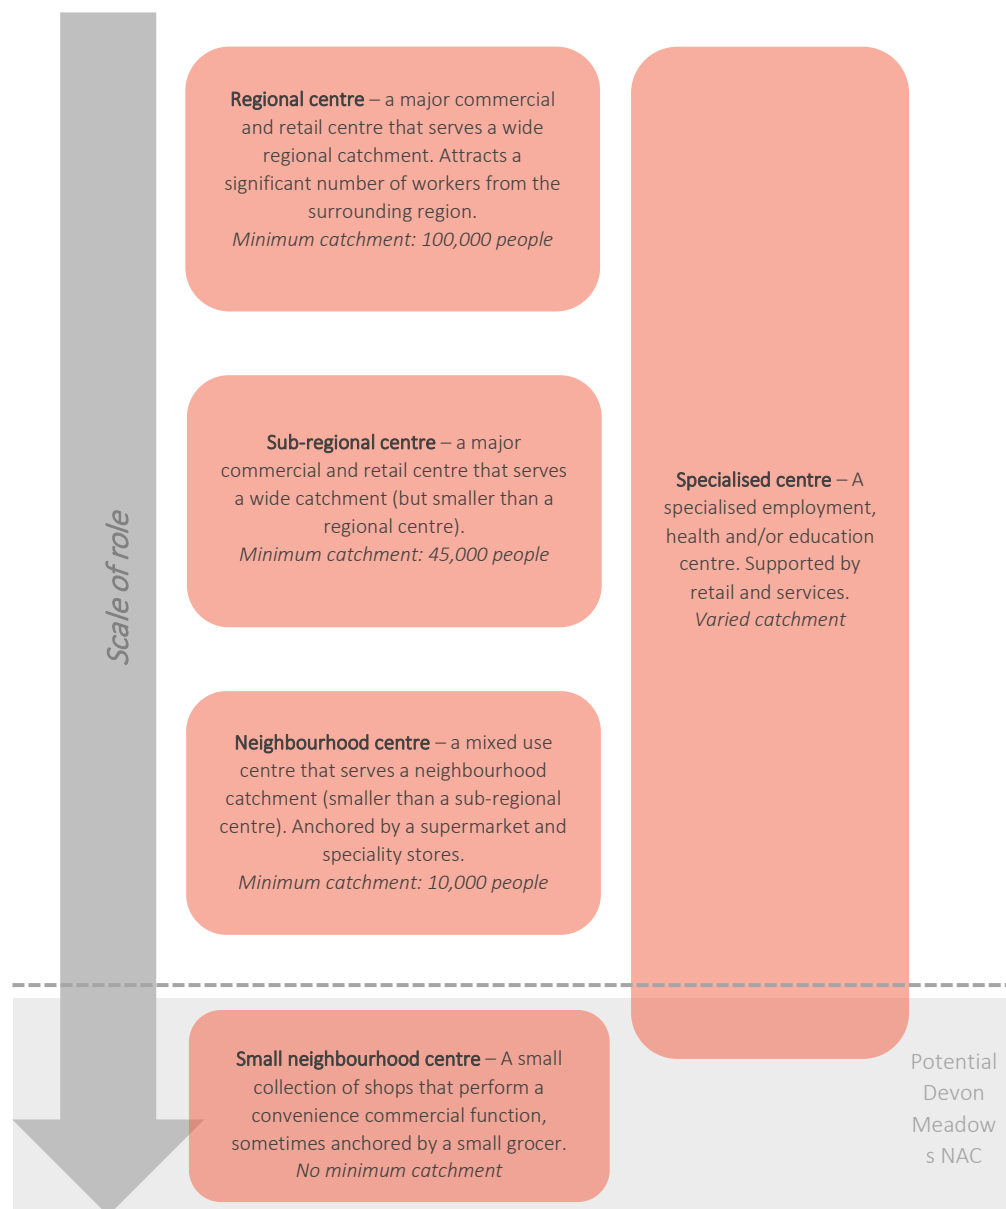 Scale of role
Regional centre – a major commercial
and retail centre that serves a wide
regional catchment. Attracts a
significant number of workers from the
surrounding region.
Minimum catchment: 100,000 people
Sub-regional centre – a major
commercial and retail centre that serves
a wide catchment (but smaller than a
regional centre).
Minimum catchment: 45,000 people
Neighbourhood centre – a mixed use
centre that serves a neighbourhood
catchment (smaller than a sub-regional
centre). Anchored by a supermarket and
speciality stores.
Minimum catchment: 10,000 people
Small neighbourhood centre – A small
collection of shops that perform a
convenience commercial function,
sometimes anchored by a small grocer.
No minimum catchment
Specialised centre – A
specialised employment,
health and/or education
centre. Supported by
retail and services.
Varied catchment
Potential
Devon
Meadow
s NAC